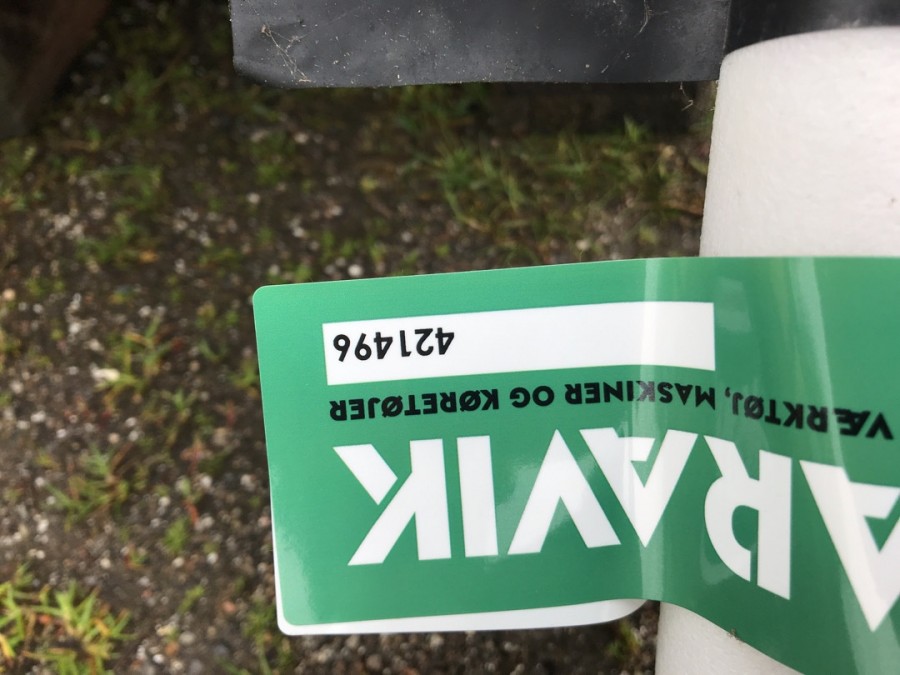 ARAVIK
VÆRKTØJ, MASKINER OG KØRETØJER
421496